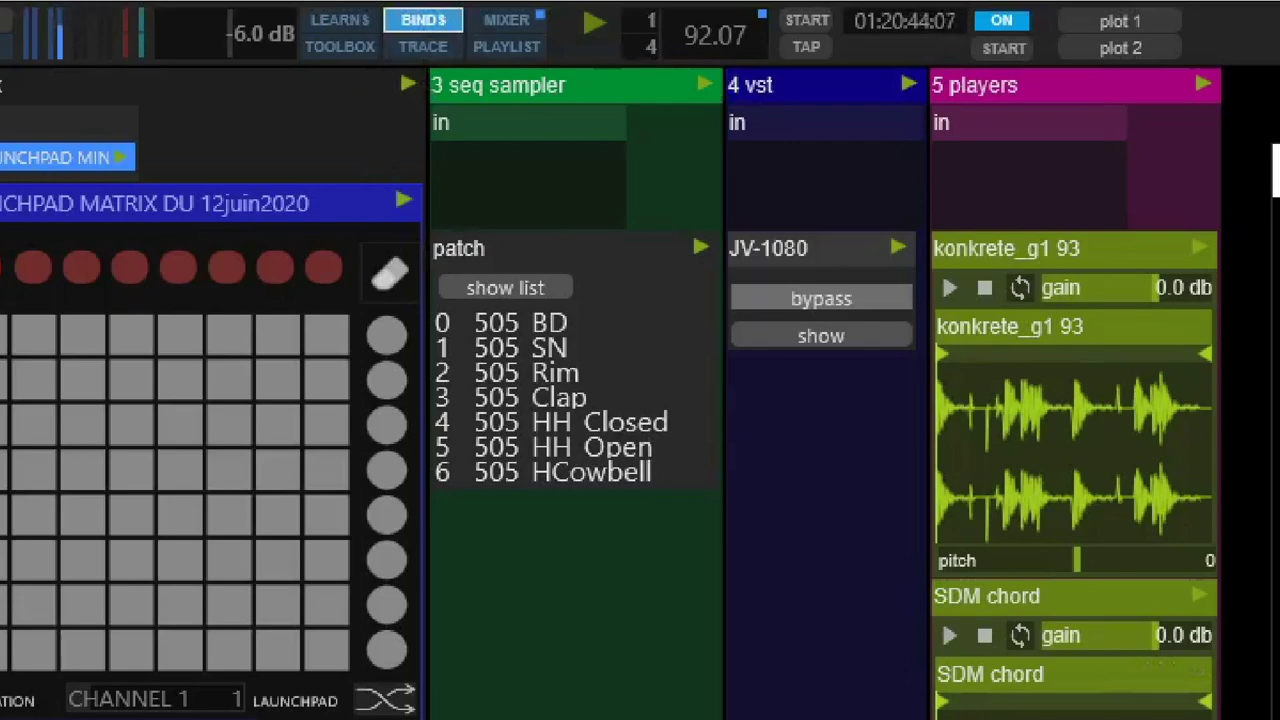 -6.0 dB
LEARNS
BINDS
MIXER
TOOLBOX
TRACE
PLAYLIST
1
4
92.07
START
TAP
01:20:44:07
ON
START
plot 1
plot 2
3 seq sampler
4 vst
5 players
in
in
in
UNCHPAD MIN
NCHPAD MATRIX DU 12juin2020
CHANNEL 1 1
LAUNCHPAD
patch
show list
0 505 BD
1 505 SN
2 505 Rim
3 505 Clap
4 505 HH Closed
5 505 HH Open
6 505 HCowbell
JV-1080
bypass
show
konkrete_g1 93
gain 0.0 db
konkrete_g1 93
pitch 0
SDM chord
gain 0.0 db
SDM chord